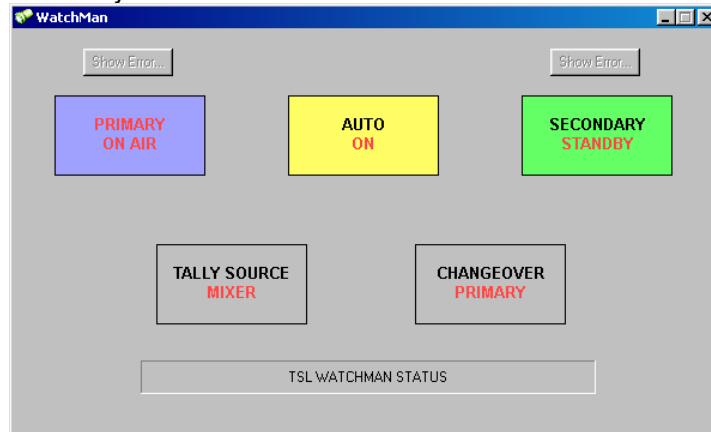 WatchMan
Show Error...
Show Error...
PRIMARY
ON AIR
AUTO
ON
SECONDARY
STANDBY
TALLY SOURCE
MIXER
CHANGEOVER
PRIMARY
TSL WATCHMAN STATUS